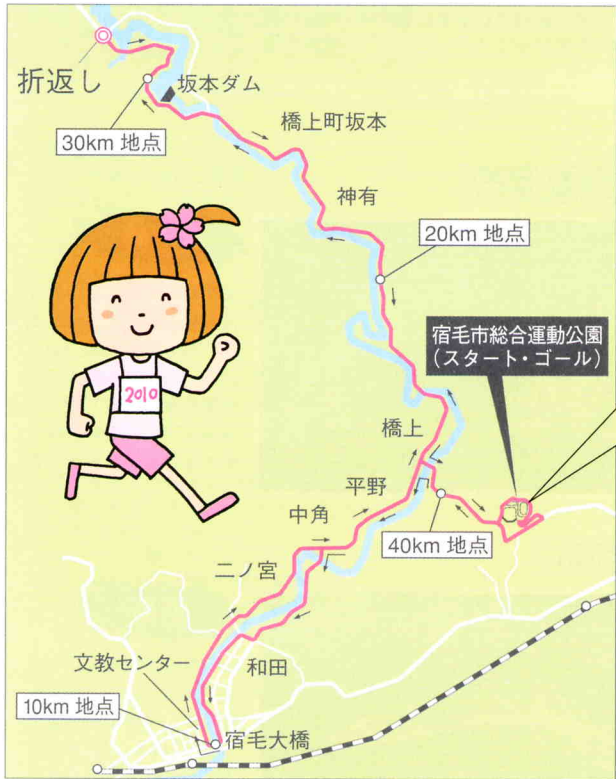 折返し
坂本ダム
30km 地点
橋上町坂本
神有
20km 地点
宿毛市総合運動公園
(スタート・ゴール)
橋上
平野
中角
40km 地点
二ノ宮
文教センター
和田
10km 地点
宿毛大橋
2010